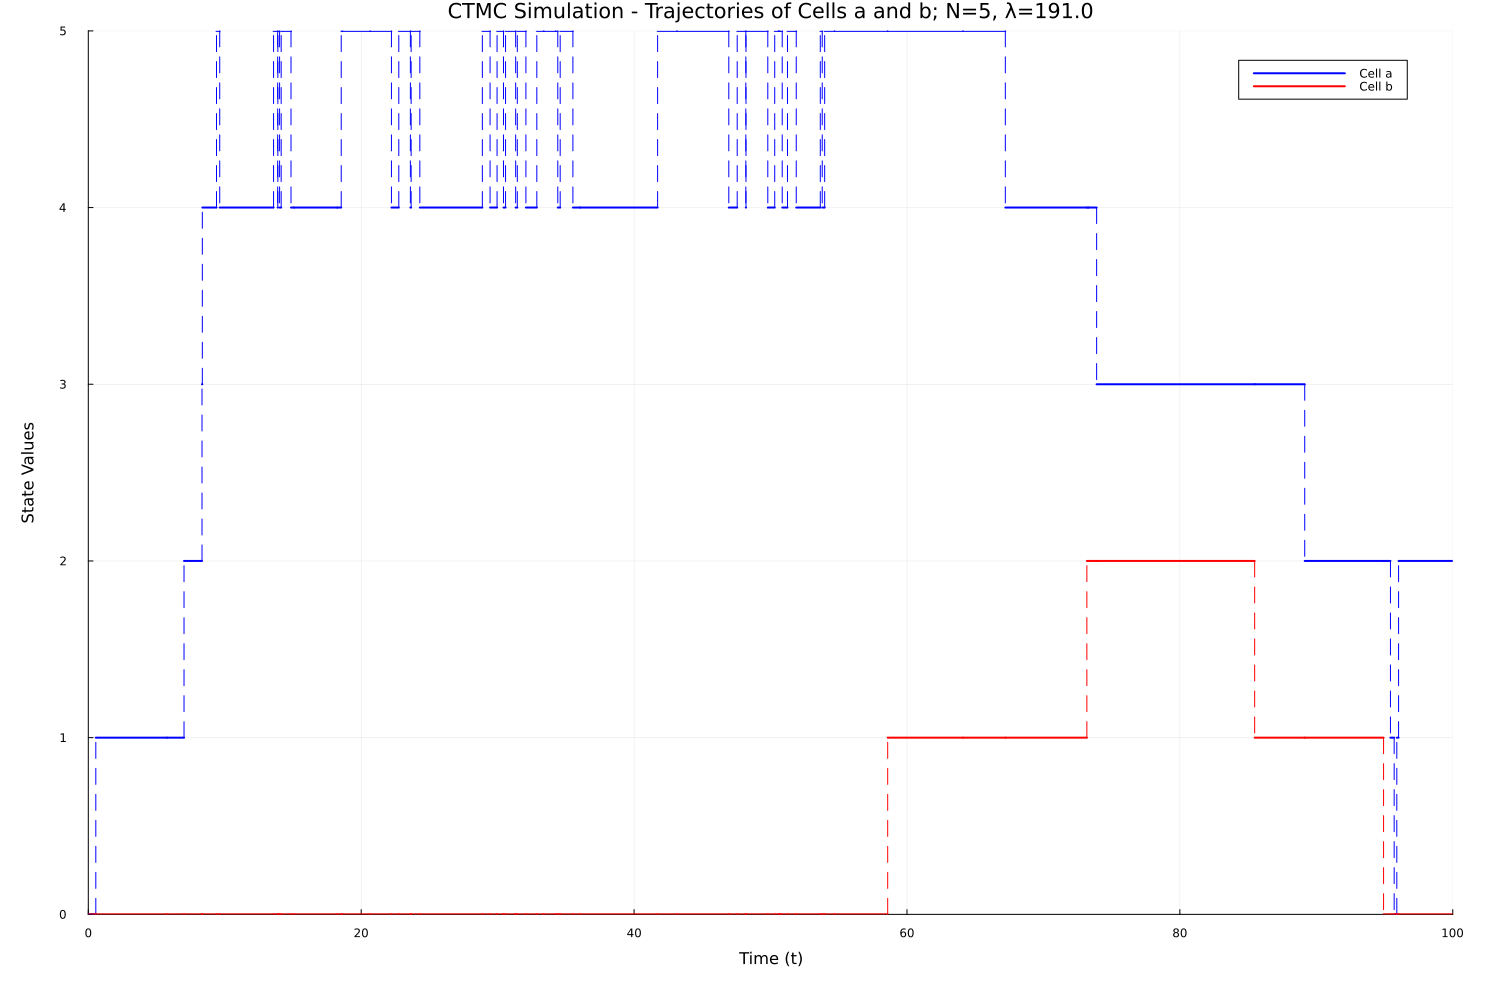 CTMC Simulation - Trajectories of Cells a and b; N=5, λ=191.0
Cell a
Cell b
State Values
5
4
3
2
1
0
0 20 40 60 80 100
Time (t)